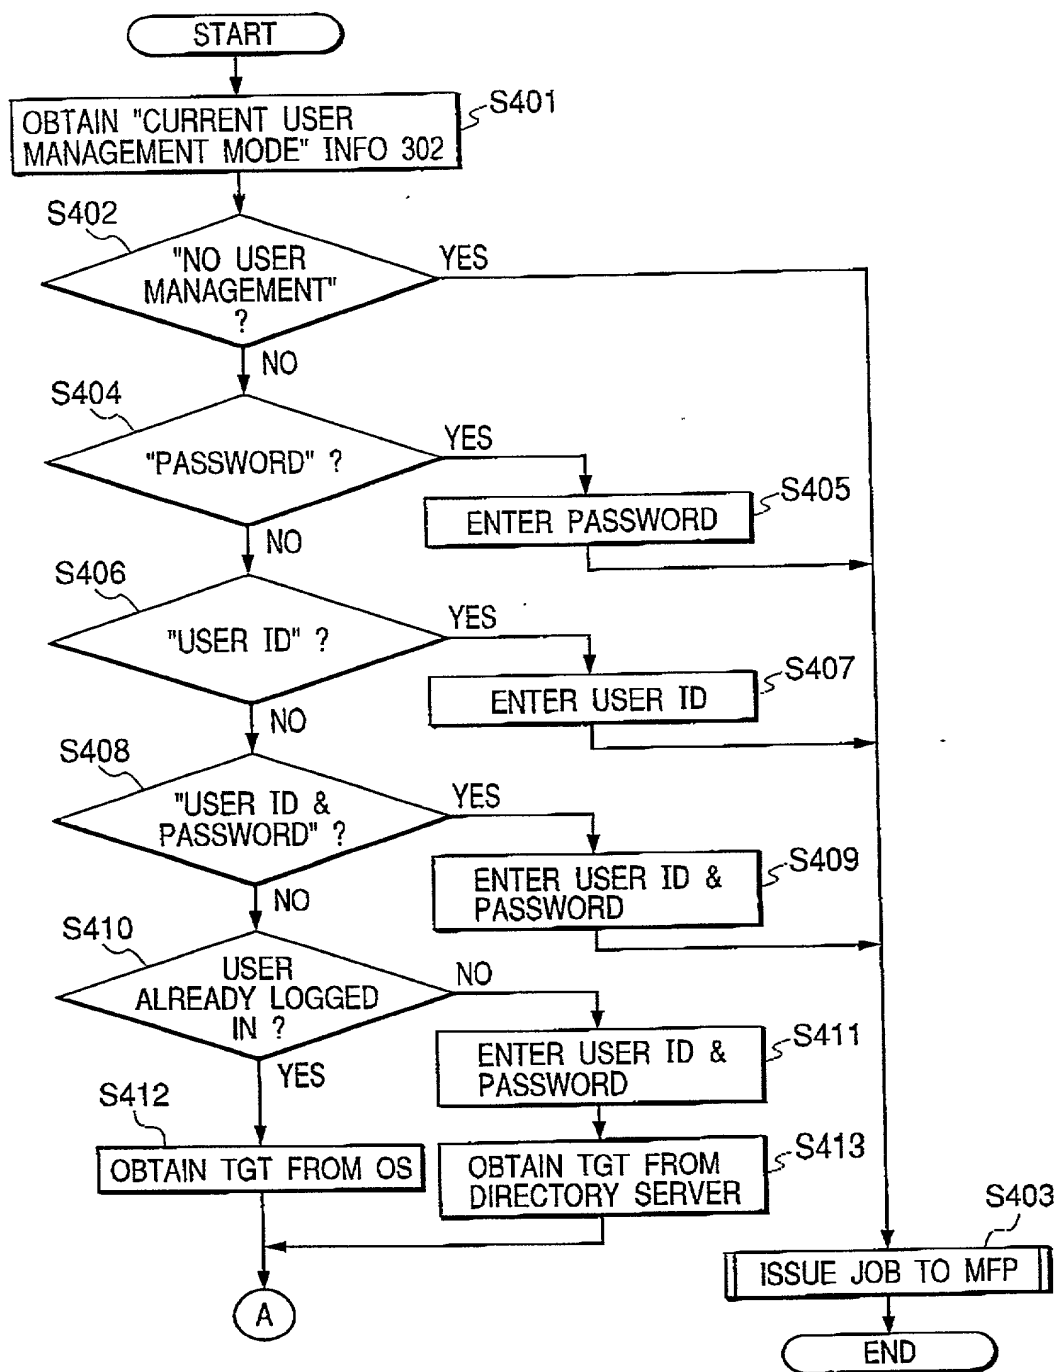 START
S401
OBTAIN "CURRENT USER
MANAGEMENT MODE" INFO 302
S402
"NO USER
MANAGEMENT"
?
YES
NO
S404
"PASSWORD" ?
YES
S405
ENTER PASSWORD
NO
S406
"USER ID" ?
YES
S407
ENTER USER ID
NO
S408
"USER ID &
PASSWORD" ?
YES
S409
ENTER USER ID &
PASSWORD
NO
S410
USER
ALREADY LOGGED
IN ?
NO
S411
ENTER USER ID &
PASSWORD
YES
S412
OBTAIN TGT FROM OS
S413
OBTAIN TGT FROM
DIRECTORY SERVER
S403
ISSUE JOB TO MFP
A
END